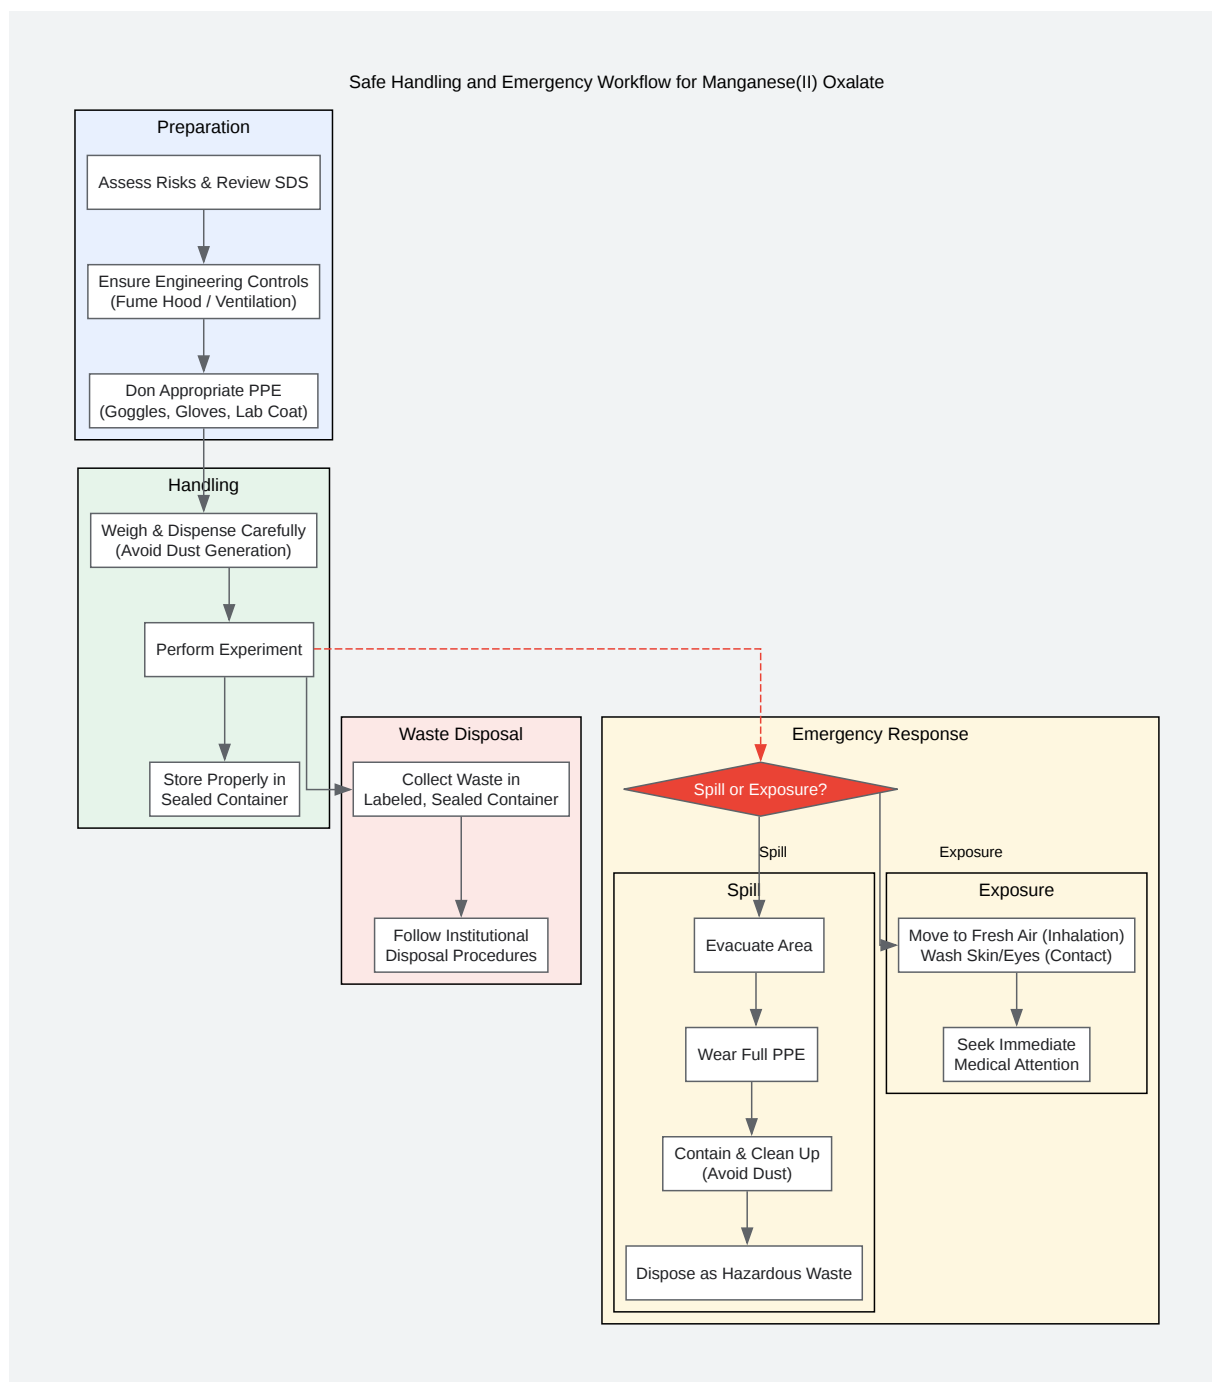 Safe Handling and Emergency Workflow for Manganese(II) Oxalate
Preparation
Assess Risks & Review SDS
Ensure Engineering Controls
(Fume Hood / Ventilation)
Don Appropriate PPE
(Goggles, Gloves, Lab Coat)
Handling
Weigh & Dispense Carefully
(Avoid Dust Generation)
Perform Experiment
Store Properly in
Sealed Container
Waste Disposal
Collect Waste in
Labeled, Sealed Container
Follow Institutional
Disposal Procedures
Emergency Response
Spill or Exposure?
Spill
Exposure
Spill
Evacuate Area
Wear Full PPE
Contain & Clean Up
(Avoid Dust)
Dispose as Hazardous Waste
Exposure
Move to Fresh Air (Inhalation)
Wash Skin/Eyes (Contact)
Seek Immediate
Medical Attention